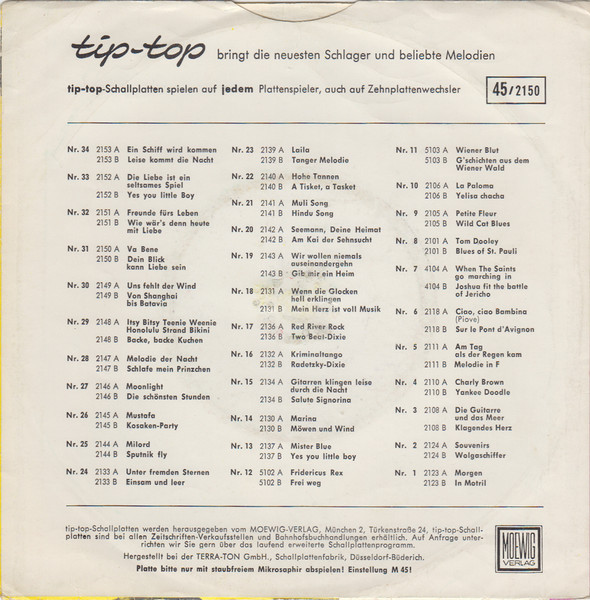 tip-top bringt die neuesten Schlager und beliebte Melodien
tip-top-Schallplatten spielen auf jedem Plattenspieler, auch auf Zehnplattenwechsler
45/2150
Nr. 34 2153 A Ein Schiff wird kommen
2153 B Leise kommt die Nacht
Nr. 33 2152 A Die Liebe ist ein
seltsames Spiel
2152 B Yes you little Boy
Nr. 32 2151 A Freunde fürs Leben
2151 B Wie wär's denn heute
mit Liebe
Nr. 31 2150 A Va Bene
2150 B Dein Blick
kann Liebe sein
Nr. 30 2149 A Uns fehlt der Wind
2149 B Von Shanghai
bis Batavia
Nr. 29 2148 A Itsy Bitsy Teenie Weenie
Honolulu Strand Bikini
2148 B Backe, backe Kuchen
Nr. 28 2147 A Melodie der Nacht
2147 B Schlafe mein Prinzchen
Nr. 27 2146 A Moonlight
2146 B Die schönsten Stunden
Nr. 26 2145 A Mustafa
2145 B Kosaken-Party
Nr. 25 2144 A Milord
2144 B Sputnik fly
Nr. 24 2133 A Unter fremden Sternen
2133 B Einsam und leer
Nr. 23 2139 A Laila
2139 B Tanger Melodie
Nr. 22 2140 A Hohe Tannen
2140 B A Tisket, a Tasket
Nr. 21 2141 A Muli Song
2141 B Hindu Song
Nr. 20 2142 A Seemann, Deine Heimat
2142 B Am Kai der Sehnsucht
Nr. 19 2143 A Wir wollen niemals
auseinandergehn
2143 B Gib mir ein Heim
Nr. 18 2131 A Wenn die Glocken
hell erklingen
2131 B Mein Herz ist voll Musik
Nr. 17 2136 A Red River Rock
2136 B Two Beat-Dixie
Nr. 16 2132 A Kriminaltango
2132 B Radetzky-Dixie
Nr. 15 2134 A Gitarren klingen leise
durch die Nacht
2134 B Salute Signorina
Nr. 14 2130 A Marina
2130 B Möwen und Wind
Nr. 13 2137 A Mister Blue
2137 B Yes you little boy
Nr. 12 5102 A Fridericus Rex
5102 B Frei weg
Nr. 11 5103 A Wiener Blut
5103 B G'schichten aus dem
Wiener Wald
Nr. 10 2106 A La Paloma
2106 B Yelisa chacha
Nr. 9 2105 A Petite Fleur
2105 B Wild Cat Blues
Nr. 8 2101 A Tom Dooley
2101 B Blues of St. Pauli
Nr. 7 4104 A When The Saints
go marching in
4104 B Joshua fit the battle
of Jericho
Nr. 6 2118 A Ciao, ciao Bambina
(Piove)
2118 B Sur le Pont d'Avignon
Nr. 5 2111 A Am Tag
als der Regen kam
2111 B Melodie in F
Nr. 4 2110 A Charly Brown
2110 B Yankee Doodle
Nr. 3 2108 A Die Guitarre
und das Meer
2108 B Klagendes Herz
Nr. 2 2124 A Souvenirs
2124 B Wolgaschiffer
Nr. 1 2123 A Morgen
2123 B In Motril
tip-top-Schallplatten werden herausgegeben vom MOEWIG-VERLAG, München 2, Türkenstraße 24, tip-top-Schall-
platten sind bei allen Zeitschriften-Verkaufsstellen und Bahnhofsbuchhandlungen erhältlich. Auf Anfrage unter-
richten wir Sie gern über das laufend erweiterte Schallplattenprogramm.
Hergestellt bei der TERRA-TON GmbH., Schallplattenfabrik, Düsseldorf-Büderich.
Platte bitte nur mit staubfreiem Mikrosaphir abspielen! Einstellung M 45!
MOEWIG
VERLAG